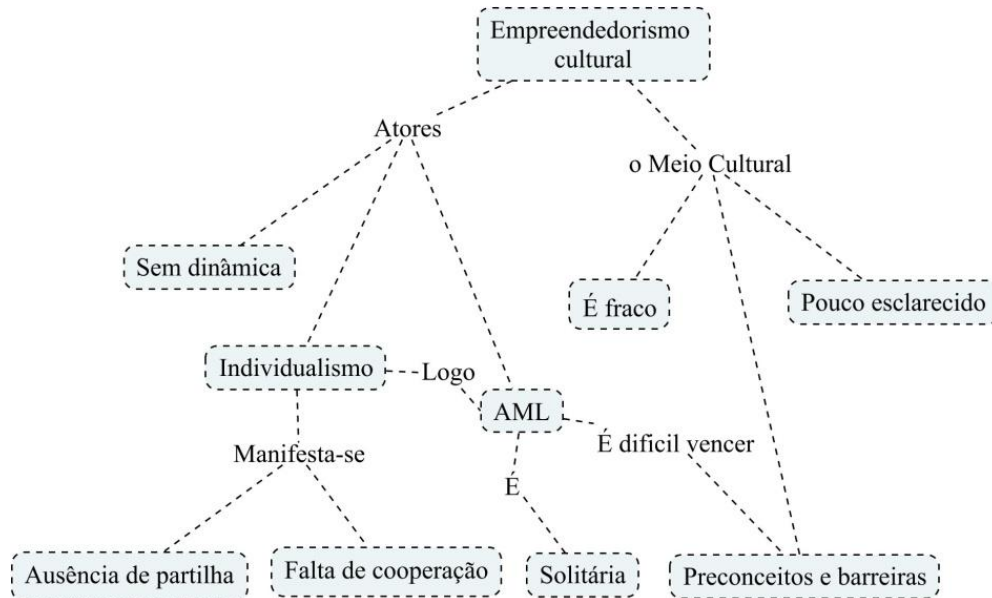 Empreendedorismo
cultural
Atores
o Meio Cultural
Sem dinâmica
É fraco
Pouco esclarecido
Individualismo
Logo
AML
É dificil vencer
Manifesta-se
É
Ausência de partilha
Falta de cooperação
Solitária
Preconceitos e barreiras